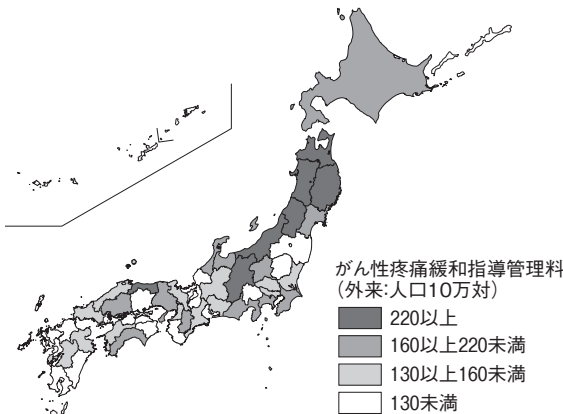 がん性疼痛緩和指導管理料
(外来:人口10万対)
220以上
160以上220未満
130以上160未満
130未満